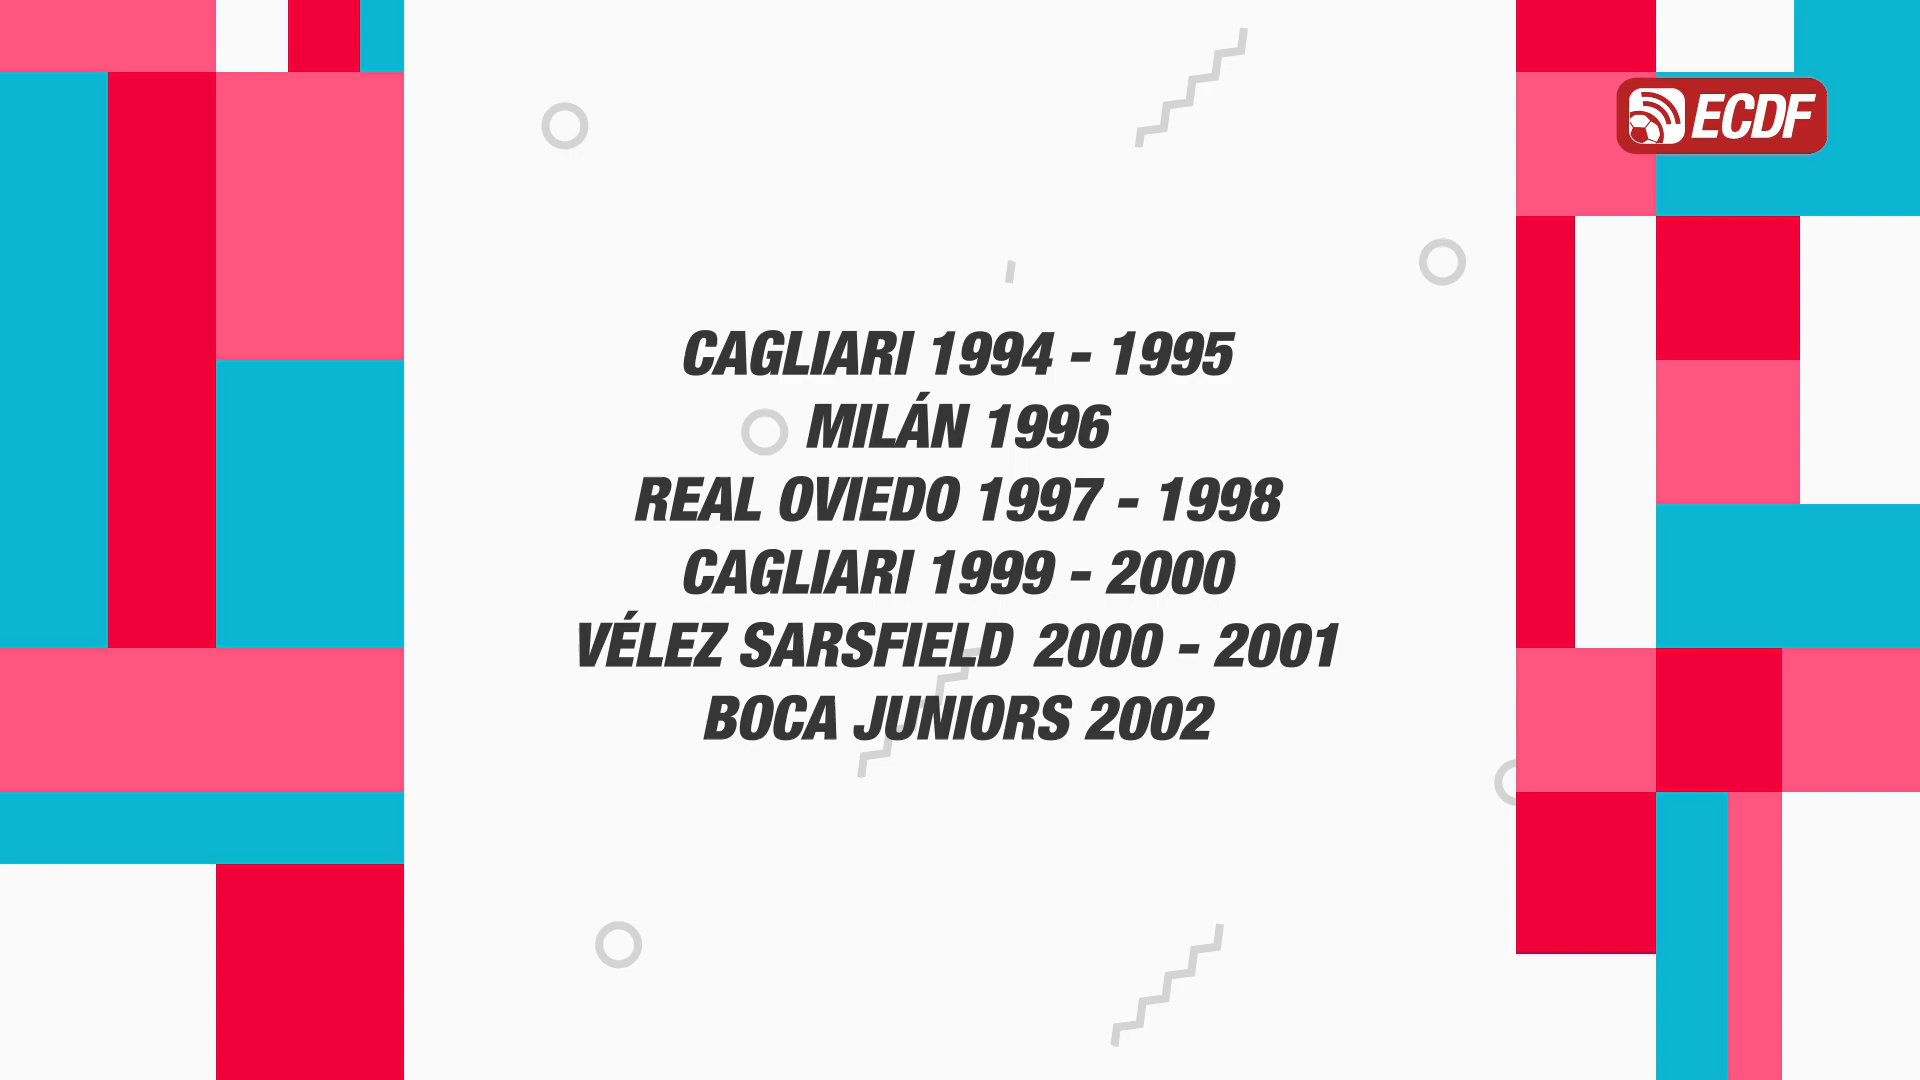 ECDF
CAGLIARI 1994 - 1995
MILÁN 1996
REAL OVIEDO 1997 - 1998
CAGLIARI 1999 - 2000
VÉLEZ SARSFIELD 2000 - 2001
BOCA JUNIORS 2002